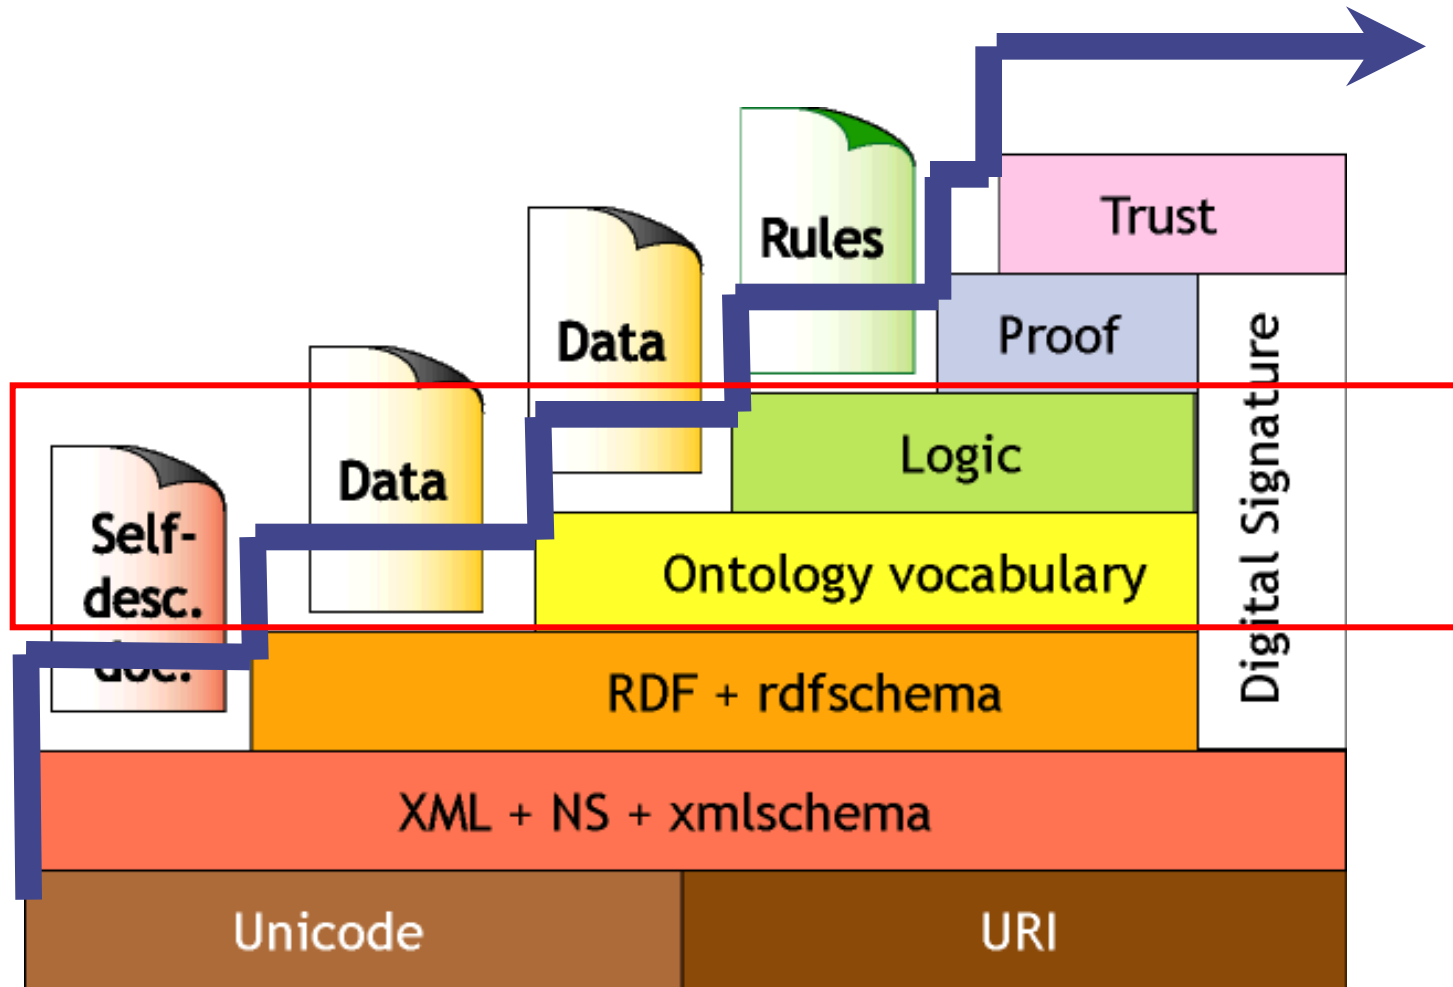 Trust
Rules
Proof
Data
Logic
Data
Self-
desc.
doc.
Ontology vocabulary
Digital Signature
RDF + rdfschema
XML + NS + xmlschema
Unicode
URI